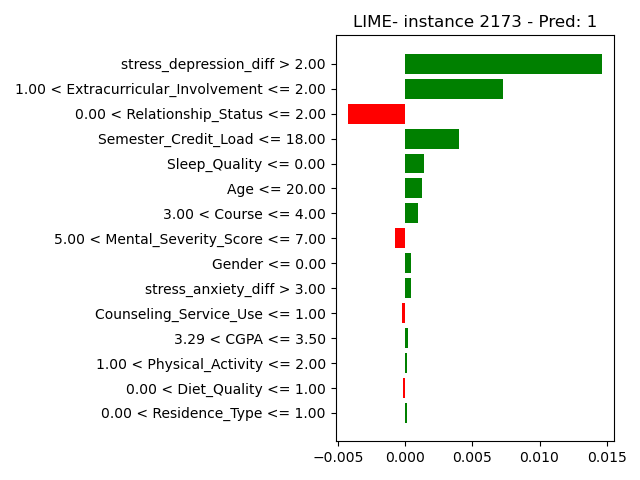 LIME- instance 2173 - Pred: 1
stress_depression_diff > 2.00
1.00 < Extracurricular_Involvement <= 2.00
0.00 < Relationship_Status <= 2.00
Semester_Credit_Load <= 18.00
Sleep_Quality <= 0.00
Age <= 20.00
3.00 < Course <= 4.00
5.00 < Mental_Severity_Score <= 7.00
Gender <= 0.00
stress_anxiety_diff > 3.00
Counseling_Service_Use <= 1.00
3.29 < CGPA <= 3.50
1.00 < Physical_Activity <= 2.00
0.00 < Diet_Quality <= 1.00
0.00 < Residence_Type <= 1.00
−0.005 0.000 0.005 0.010 0.015